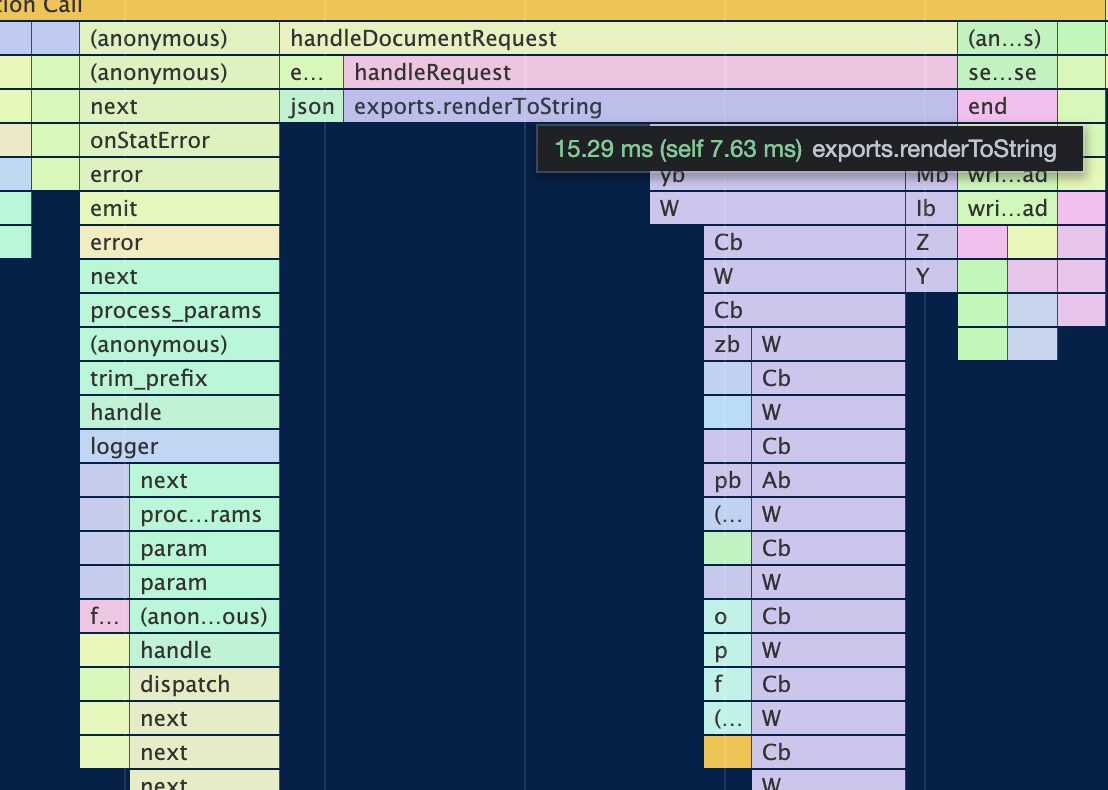 tion Call
(anonymous) handleDocumentRequest (an...s)
(anonymous) e... handleRequest se...se
next json exports.renderToString end
onStatError
15.29 ms (self 7.63 ms) exports.renderToString
error yb Mb wri...ad
emit W Ib wri...ad
error Cb Z
next W Y
process_params Cb
(anonymous) zb W
trim_prefix Cb
handle W
logger Cb
next pb Ab
proc...rams (... W
param Cb
param W
f... (anon...ous) o Cb
handle p W
dispatch f Cb
next (... W
next Cb
next W